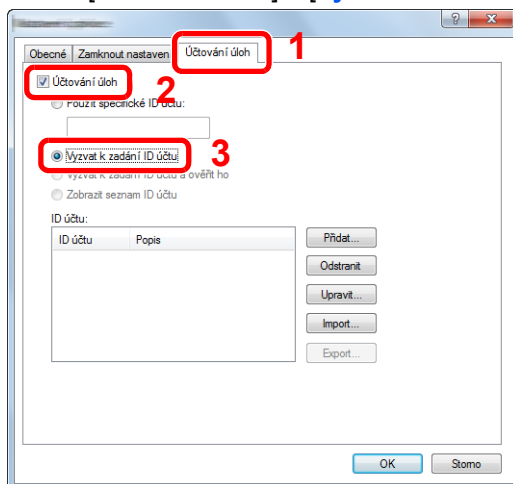 Obecné Zamknout nastaven Účtování úloh 1
Účtování úloh 2
Použít specifické ID účtu:
Vyzvat k zadání ID účtu 3
Vyzvat k zadání ID účtu a ověřit ho
Zobrazit seznam ID účtu
ID účtu:
ID účtu Popis
Přidat...
Odstranit
Upravit...
Import...
Export...
OK Storno